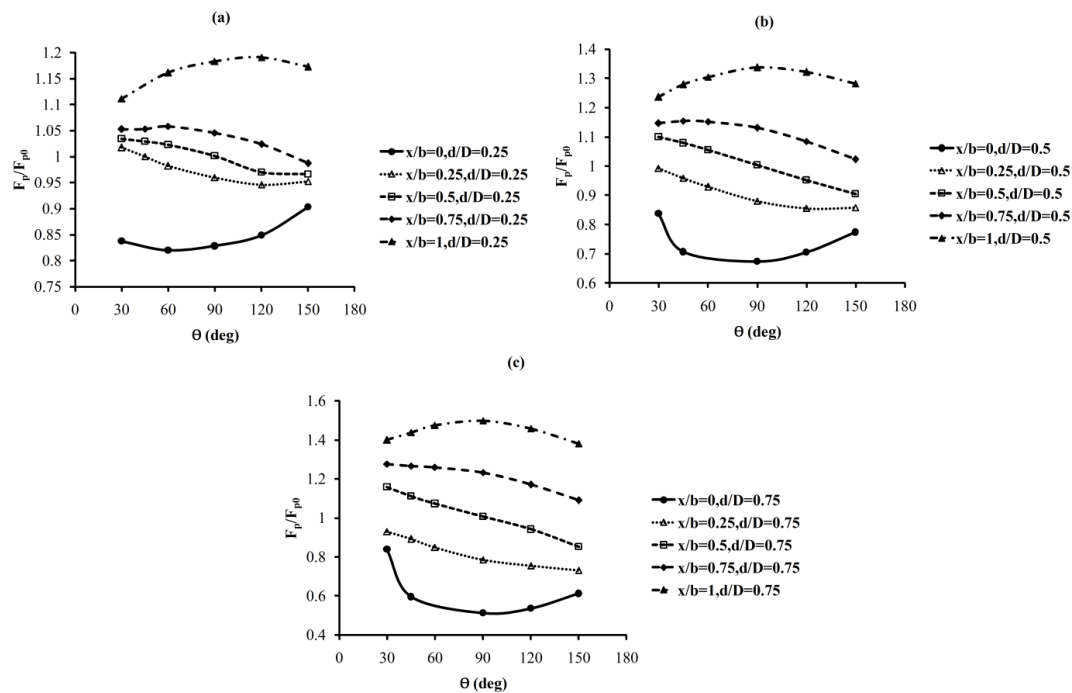 (a)
1.2
1.15
1.1
1.05
1
0.95
0.9
0.85
0.8
0.75
Fp/Fp0
0 30 60 90 120 150 180
Ɵ (deg)
x/b=0,d/D=0.25
x/b=0.25,d/D=0.25
x/b=0.5,d/D=0.25
x/b=0.75,d/D=0.25
x/b=1,d/D=0.25
(b)
1.4
1.3
1.2
1.1
1
0.9
0.8
0.7
0.6
Fp/Fp0
0 30 60 90 120 150 180
Ɵ (deg)
x/b=0,d/D=0.5
x/b=0.25,d/D=0.5
x/b=0.5,d/D=0.5
x/b=0.75,d/D=0.5
x/b=1,d/D=0.5
(c)
1.6
1.4
1.2
1
0.8
0.6
0.4
Fp/Fp0
0 30 60 90 120 150 180
Ɵ (deg)
x/b=0,d/D=0.75
x/b=0.25,d/D=0.75
x/b=0.5,d/D=0.75
x/b=0.75,d/D=0.75
x/b=1,d/D=0.75